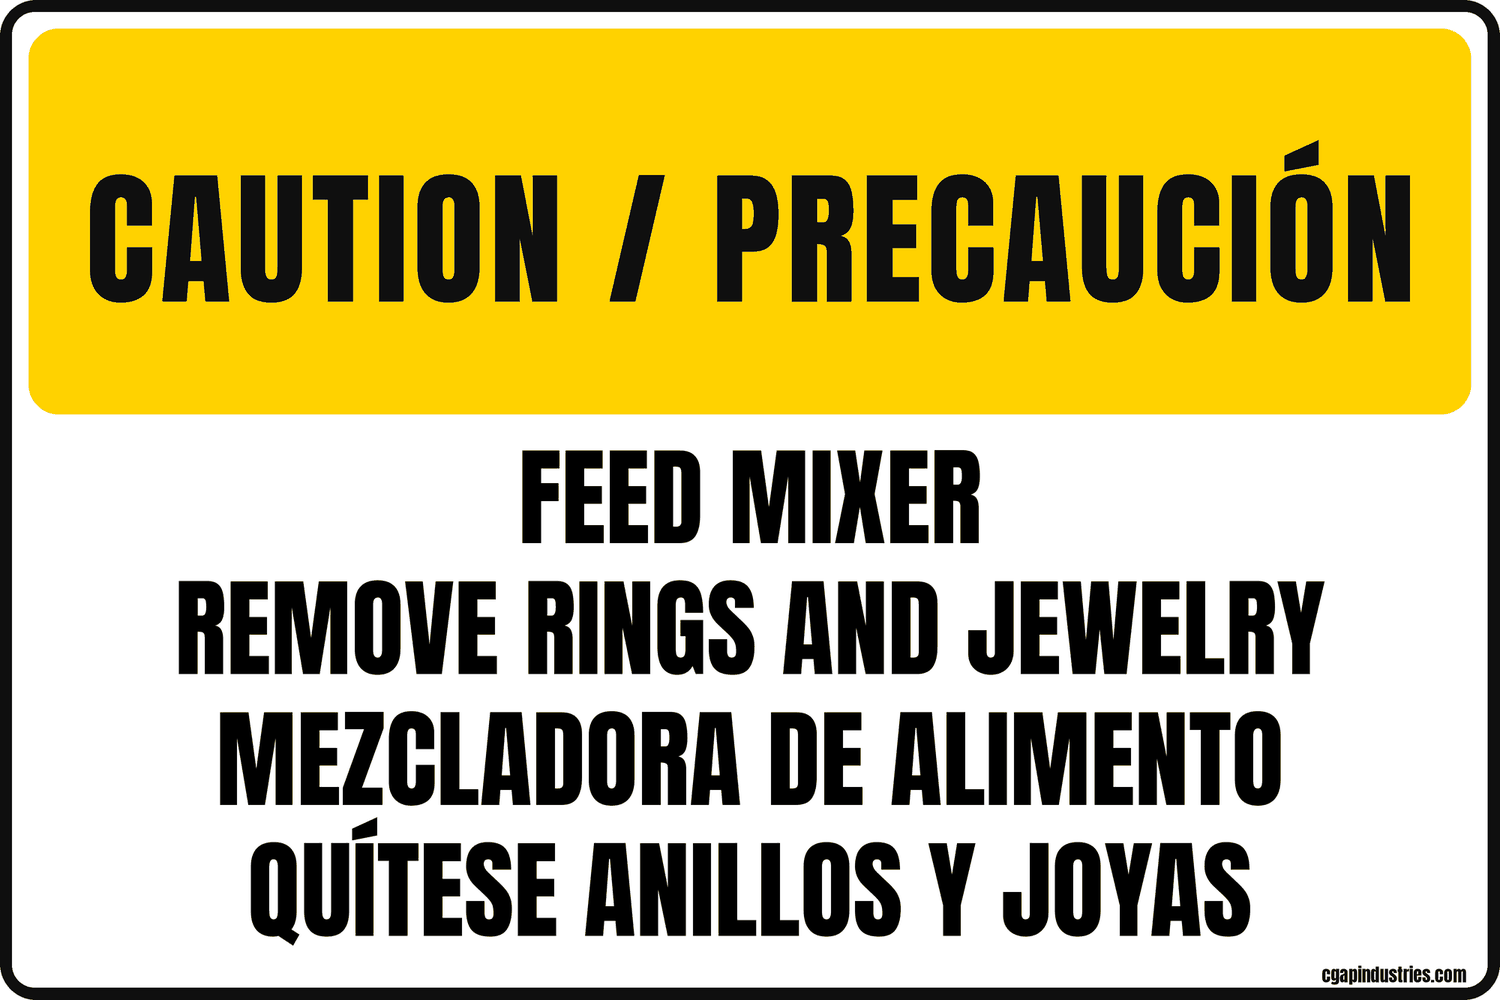 CAUTION / PRECAUCIÓN
FEED MIXER
REMOVE RINGS AND JEWELRY
MEZCLADORA DE ALIMENTO
QUÍTESE ANILLOS Y JOYAS
cgapindustries.com